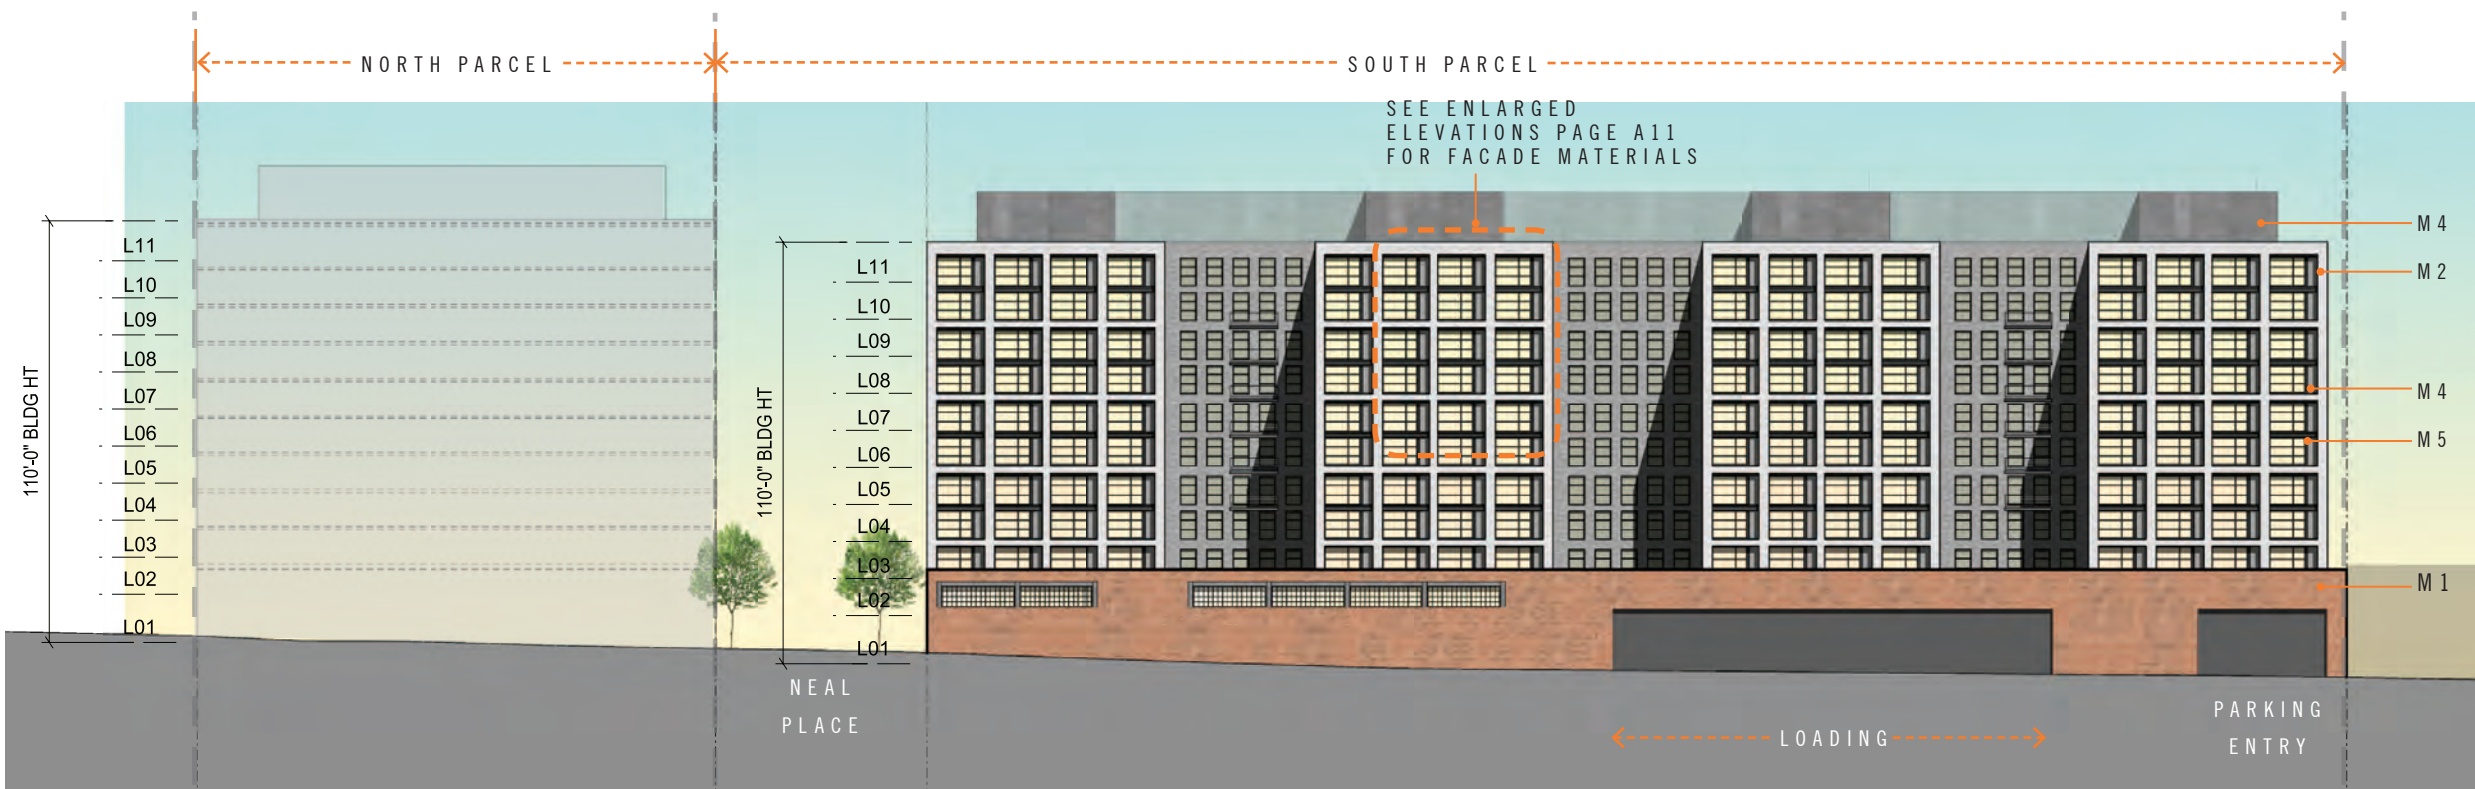 NORTH PARCEL
SOUTH PARCEL
SEE ENLARGED
ELEVATIONS PAGE A11
FOR FACADE MATERIALS
110'-0" BLDG HT
L11
L10
L09
L08
L07
L06
L05
L04
L03
L02
L01
110'-0" BLDG HT
L11
L10
L09
L08
L07
L06
L05
L04
L03
L02
L01
M4
M2
M4
M5
M1
NEAL
PLACE
LOADING
PARKING
ENTRY